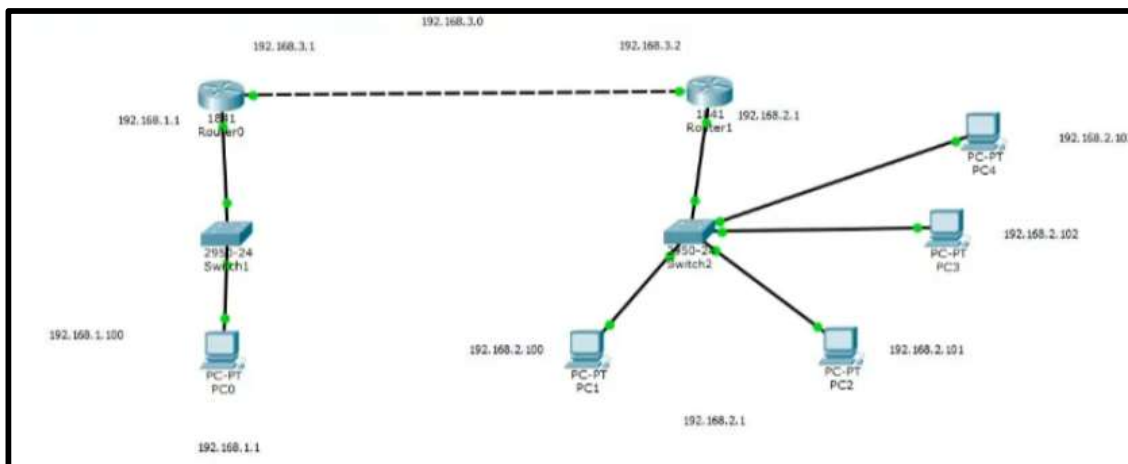 192.168.3.0
192.168.3.1
192.168.3.2
1841
Router0
192.168.1.1
1841
Router1
192.168.2.1
PC-PT
PC4
2950-24
Switch1
2950-24
Switch2
PC-PT
PC3
192.168.2.102
192.168.1.100
PC-PT
PC0
192.168.2.100
PC-PT
PC1
PC-PT
PC2
192.168.2.101
192.168.2.1
192.168.1.1